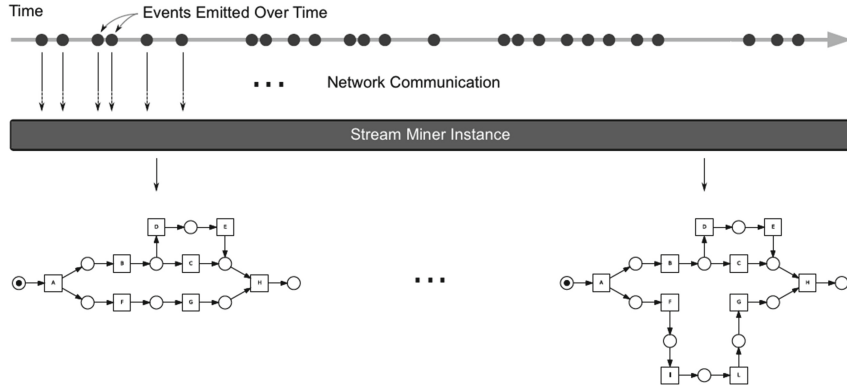 Time
Events Emitted Over Time
...
Network Communication
Stream Miner Instance
D E
B C
A H
F G
...
D E
B C
A H
F G
I L